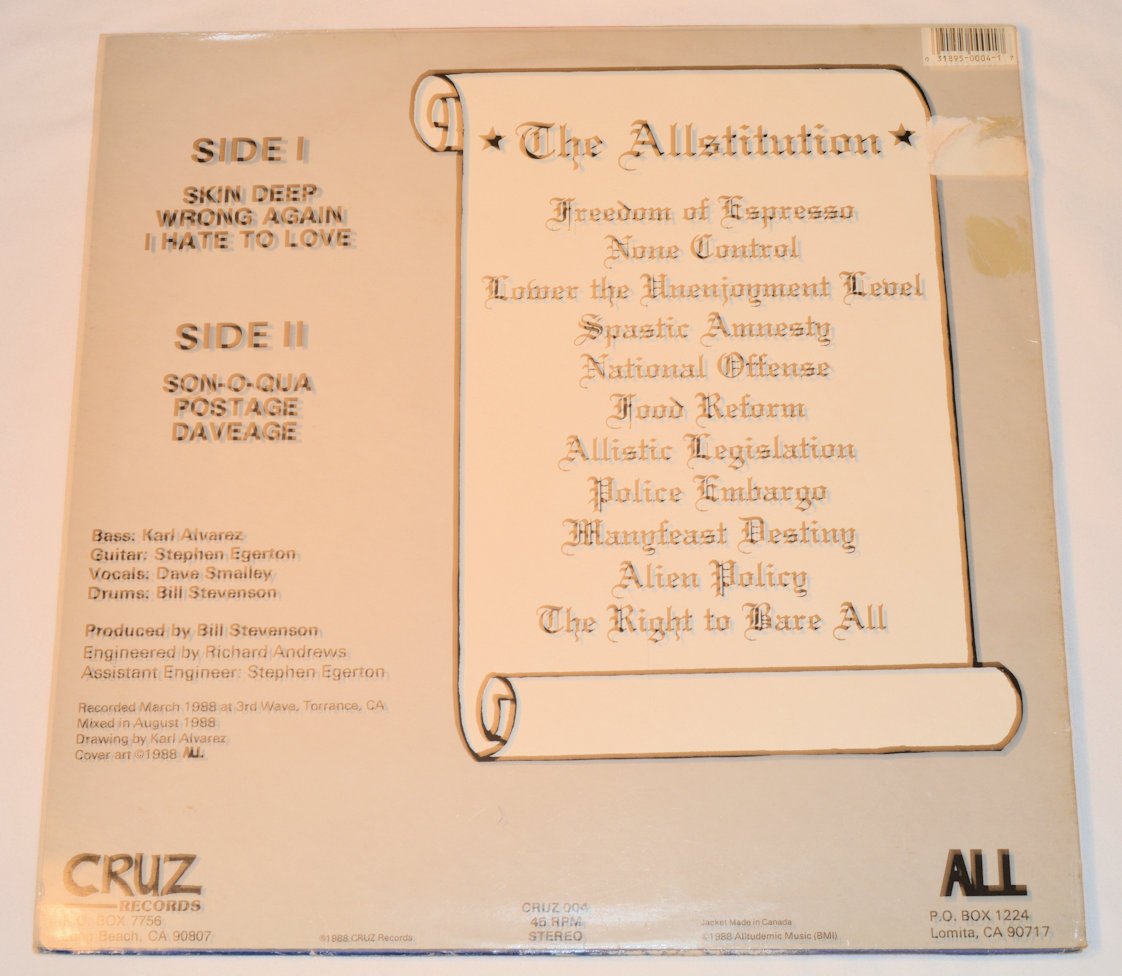 SIDE I
SKIN DEEP
WRONG AGAIN
I HATE TO LOVE
SIDE II
SON-O-QUA
POSTAGE
DAVEAGE
Bass: Karl Alvarez
Guitar: Stephen Egerton
Vocals: Dave Smalley
Drums: Bill Stevenson
Produced by Bill Stevenson
Engineered by Richard Andrews
Assistant Engineer: Stephen Egerton
Recorded March 1988 at 3rd Wave, Torrance, CA
Mixed in August 1988
Drawing by Karl Alvarez
Cover art ©1988 ALL
0 31895-0004-1 7
★ The Allstitution ★
Freedom of Espresso
None Control
Lower the Unenjoyment Level
Spastic Amnesty
National Offense
Food Reform
Allistic Legislation
Police Embargo
Manyfeast Destiny
Alien Policy
The Right to Bare All
CRUZ
RECORDS
P.O. BOX 7756
Long Beach, CA 90807
©1988 CRUZ Records
CRUZ 004
45 RPM
STEREO
Jacket Made in Canada
©1988 Alltudemic Music (BMI)
ALL
P.O. BOX 1224
Lomita, CA 90717